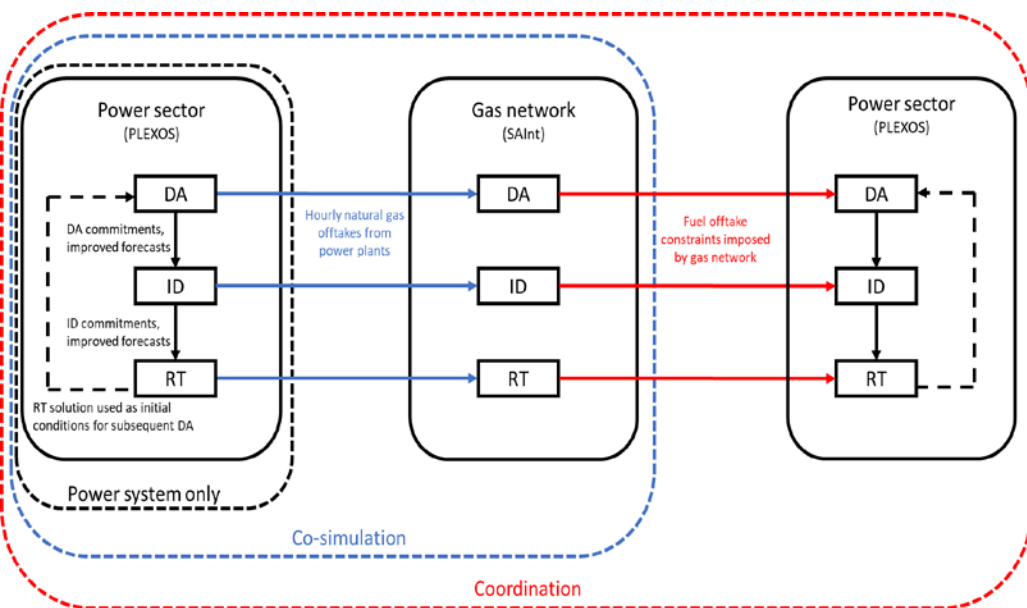 Power sector
(PLEXOS)
DA
DA commitments,
improved forecasts
ID
ID commitments,
improved forecasts
RT
RT solution used as initial
conditions for subsequent DA
Power system only
Hourly natural gas
offtakes from
power plants
Gas network
(SAInt)
DA
ID
RT
Co-simulation
Fuel offtake
constraints imposed
by gas network
Power sector
(PLEXOS)
DA
ID
RT
Coordination